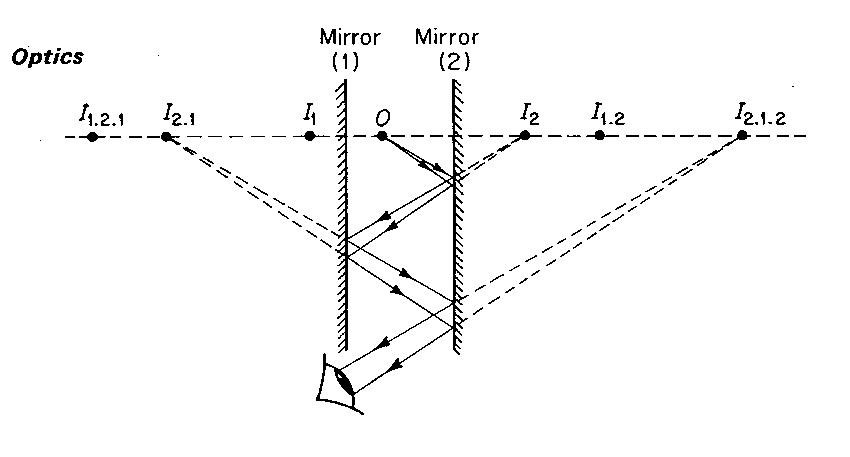 Optics
Mirror Mirror
(1) (2)
I1.2.1 I2.1 I1 O I2 I1.2 I2.1.2